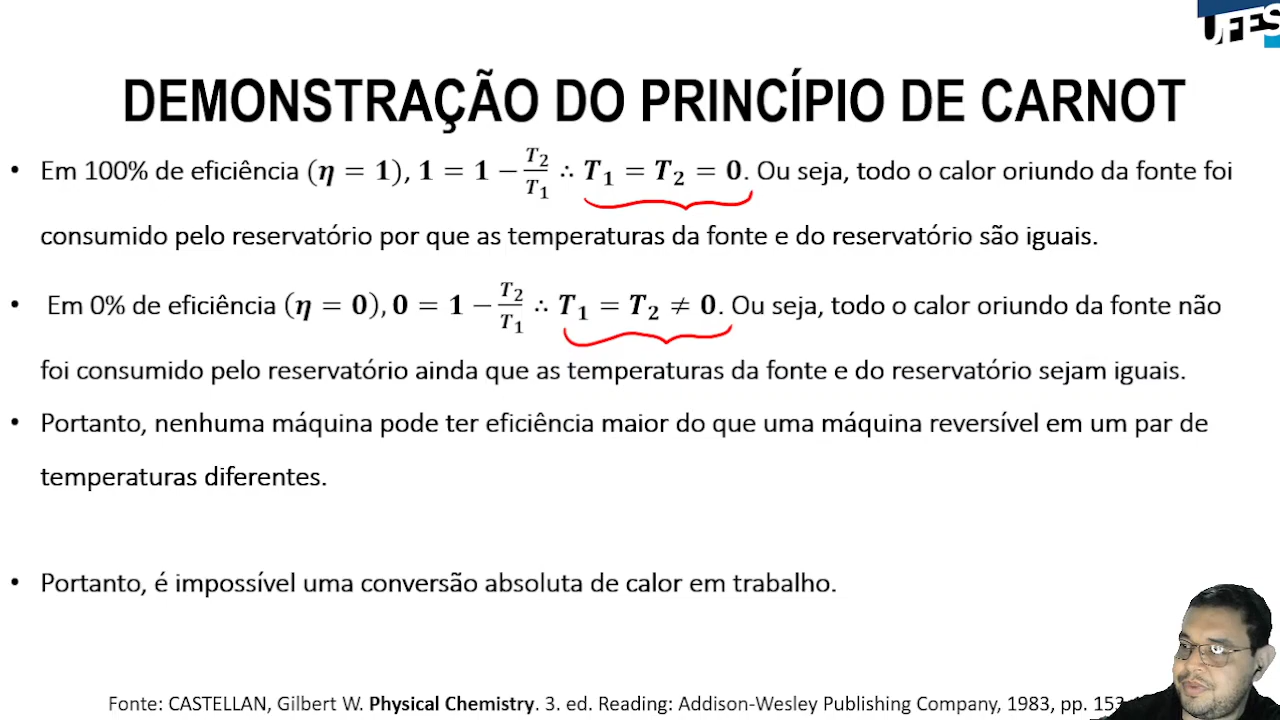 UFES
DEMONSTRAÇÃO DO PRINCÍPIO DE CARNOT
• Em 100% de eficiência (η = 1), 1 = 1 − T₂/T₁ ∴ T₁ = T₂ = 0. Ou seja, todo o calor oriundo da fonte foi
consumido pelo reservatório por que as temperaturas da fonte e do reservatório são iguais.
• Em 0% de eficiência (η = 0), 0 = 1 − T₂/T₁ ∴ T₁ = T₂ ≠ 0. Ou seja, todo o calor oriundo da fonte não
foi consumido pelo reservatório ainda que as temperaturas da fonte e do reservatório sejam iguais.
• Portanto, nenhuma máquina pode ter eficiência maior do que uma máquina reversível em um par de
temperaturas diferentes.
• Portanto, é impossível uma conversão absoluta de calor em trabalho.
Fonte: CASTELLAN, Gilbert W. Physical Chemistry. 3. ed. Reading: Addison-Wesley Publishing Company, 1983, pp. 153